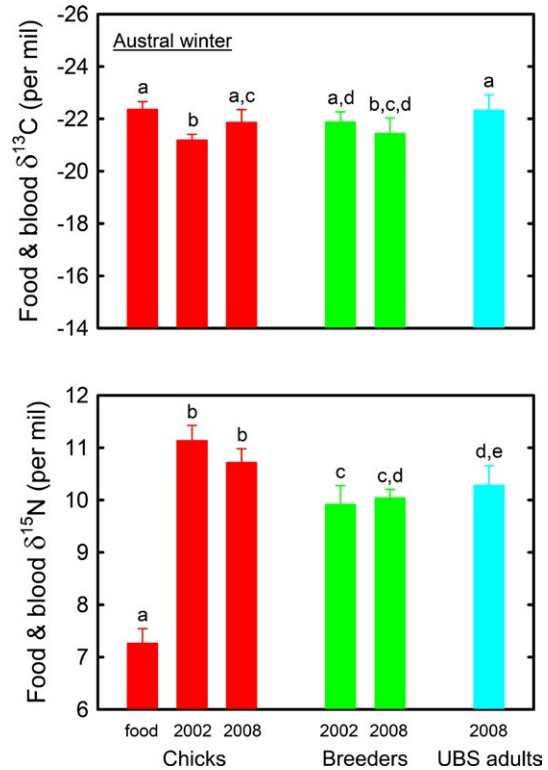 -26
-24
-22
-20
-18
-16
-14
Food & blood δ¹³C (per mil)
Austral winter
a
b
a,c
a,d
b,c,d
a
12
11
10
9
8
7
6
Food & blood δ¹⁵N (per mil)
a
b
b
c
c,d
d,e
food 2002 2008 2002 2008 2008
Chicks Breeders UBS adults